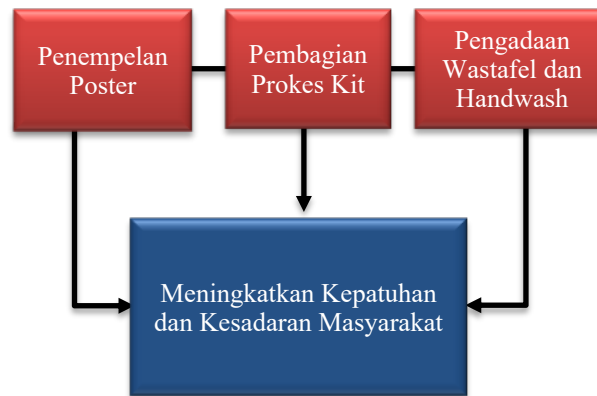 Penempelan
Poster
Pembagian
Prokes Kit
Pengadaan
Wastafel dan
Handwash
Meningkatkan Kepatuhan
dan Kesadaran Masyarakat